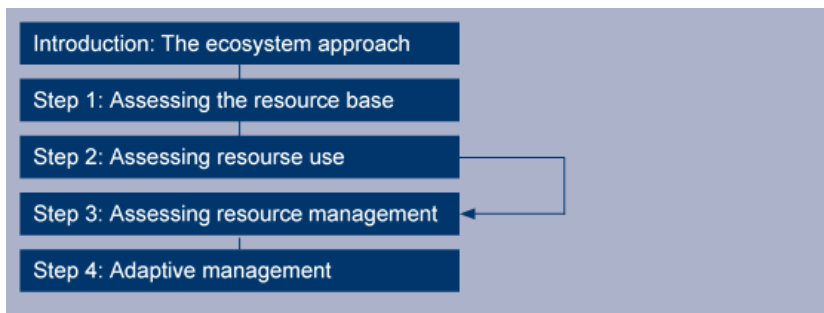 Introduction: The ecosystem approach
Step 1: Assessing the resource base
Step 2: Assessing resourse use
Step 3: Assessing resource management
Step 4: Adaptive management